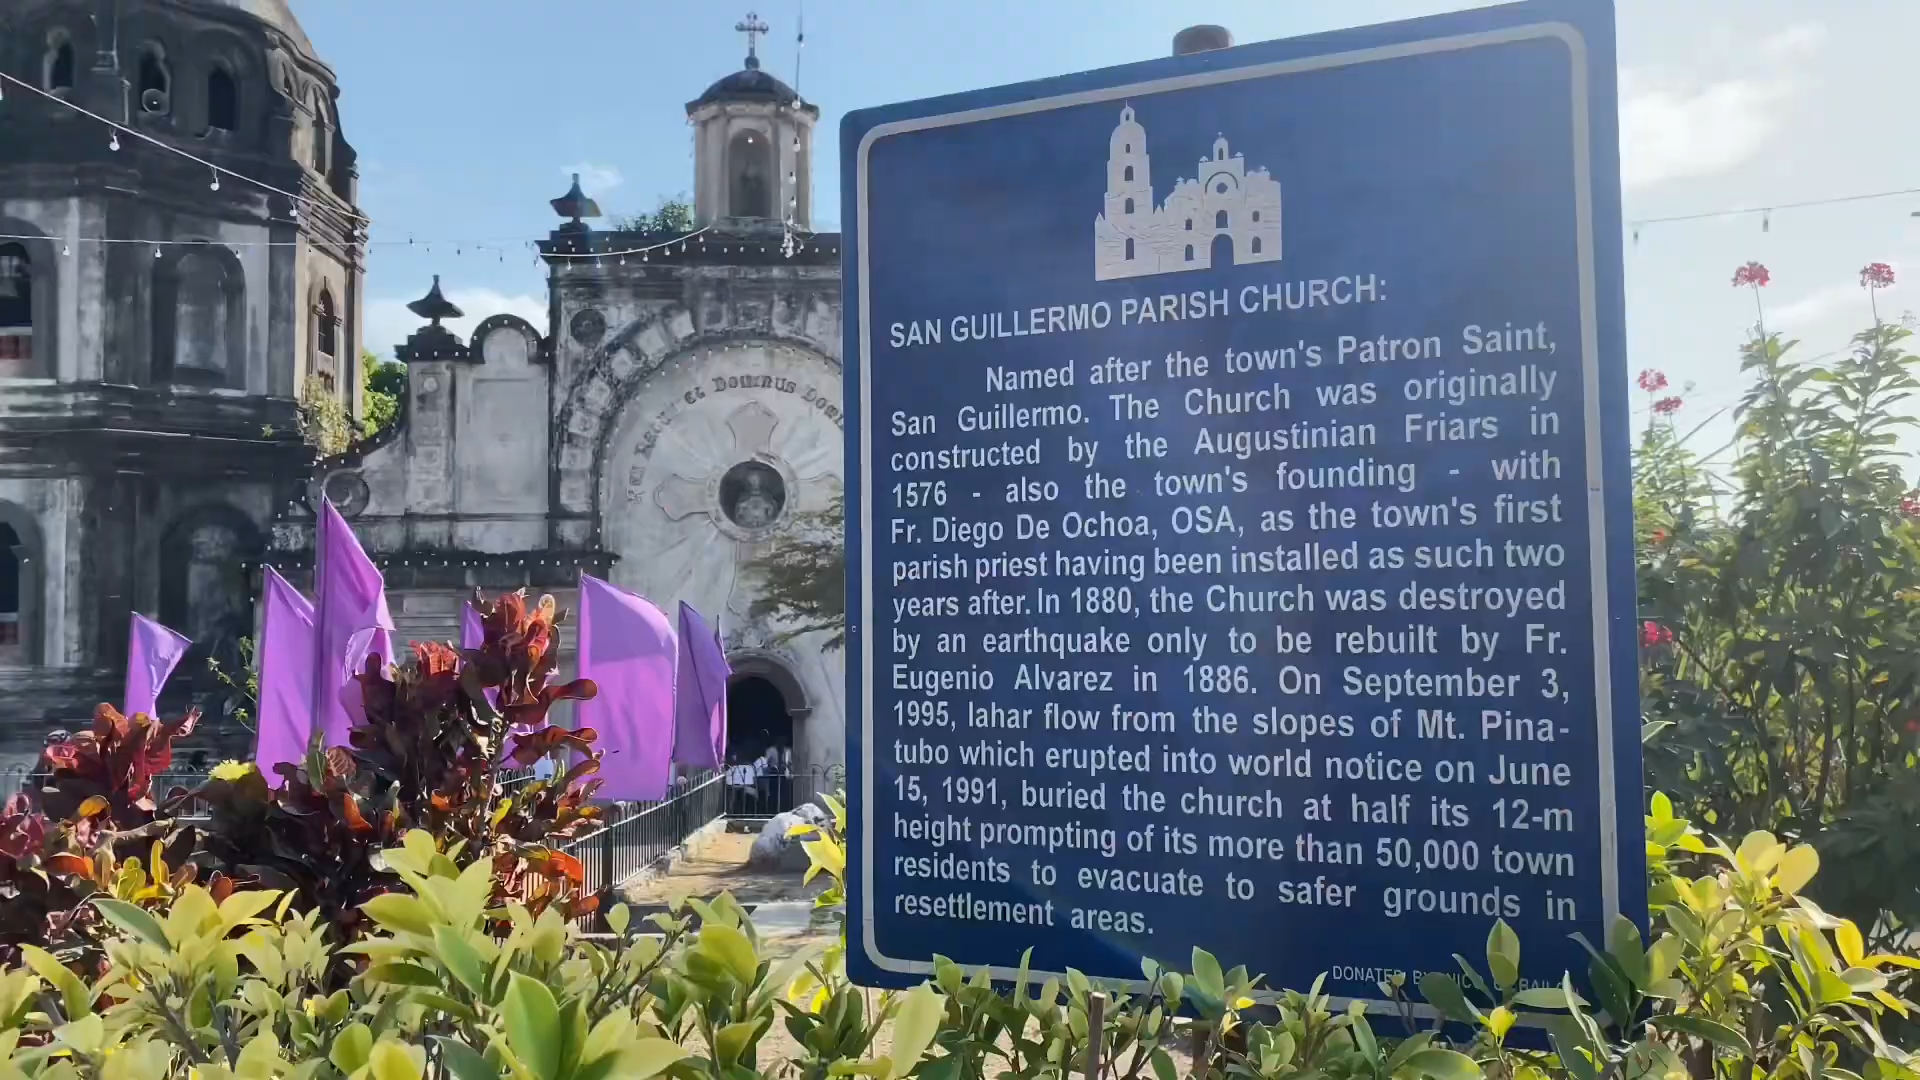 et Dominus
SAN GUILLERMO PARISH CHURCH:
Named after the town's Patron Saint,
San Guillermo. The Church was originally
constructed by the Augustinian Friars in
1576 - also the town's founding - with
Fr. Diego De Ochoa, OSA, as the town's first
parish priest having been installed as such two
years after. In 1880, the Church was destroyed
by an earthquake only to be rebuilt by Fr.
Eugenio Alvarez in 1886. On September 3,
1995, lahar flow from the slopes of Mt. Pina-
tubo which erupted into world notice on June
15, 1991, buried the church at half its 12-m
height prompting of its more than 50,000 town
residents to evacuate to safer grounds in
resettlement areas.
DONATED